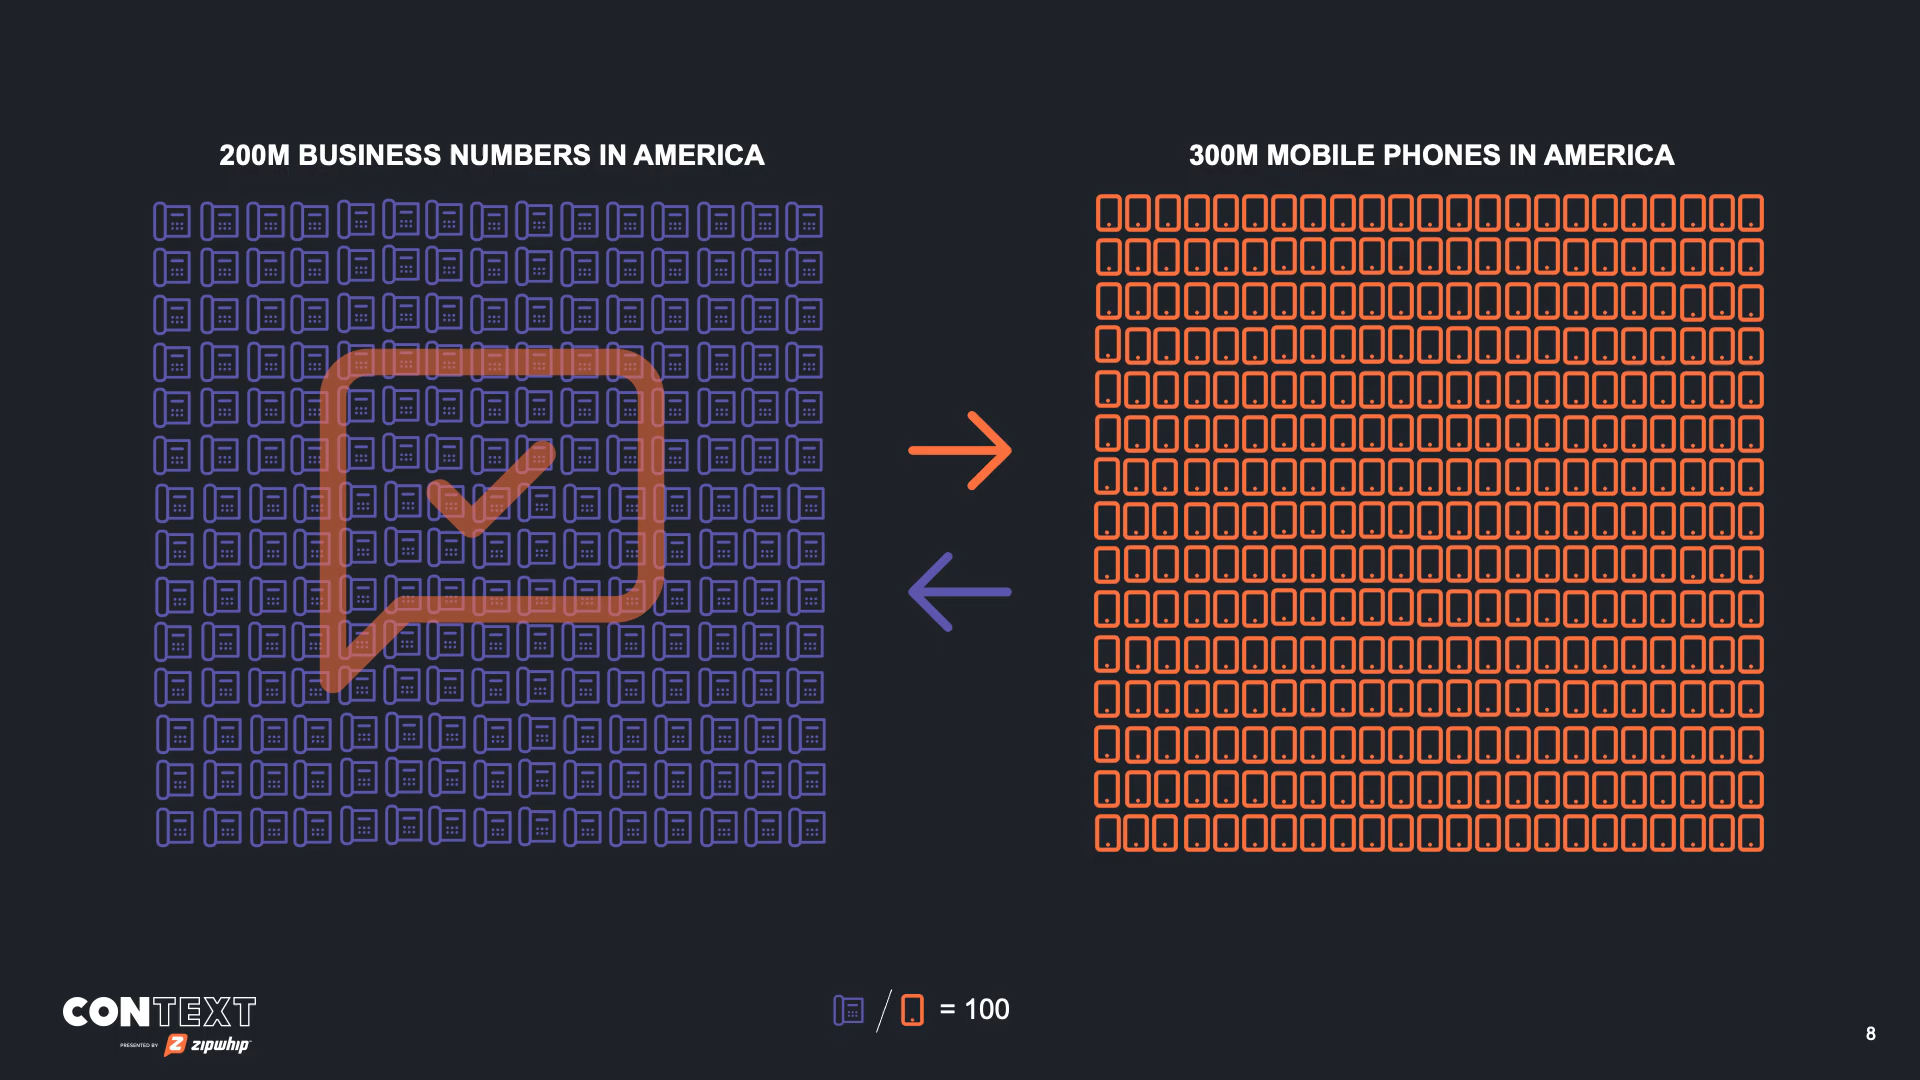 200M BUSINESS NUMBERS IN AMERICA
300M MOBILE PHONES IN AMERICA
CONTEXT
PRESENTED BY zipwhip
= 100
8